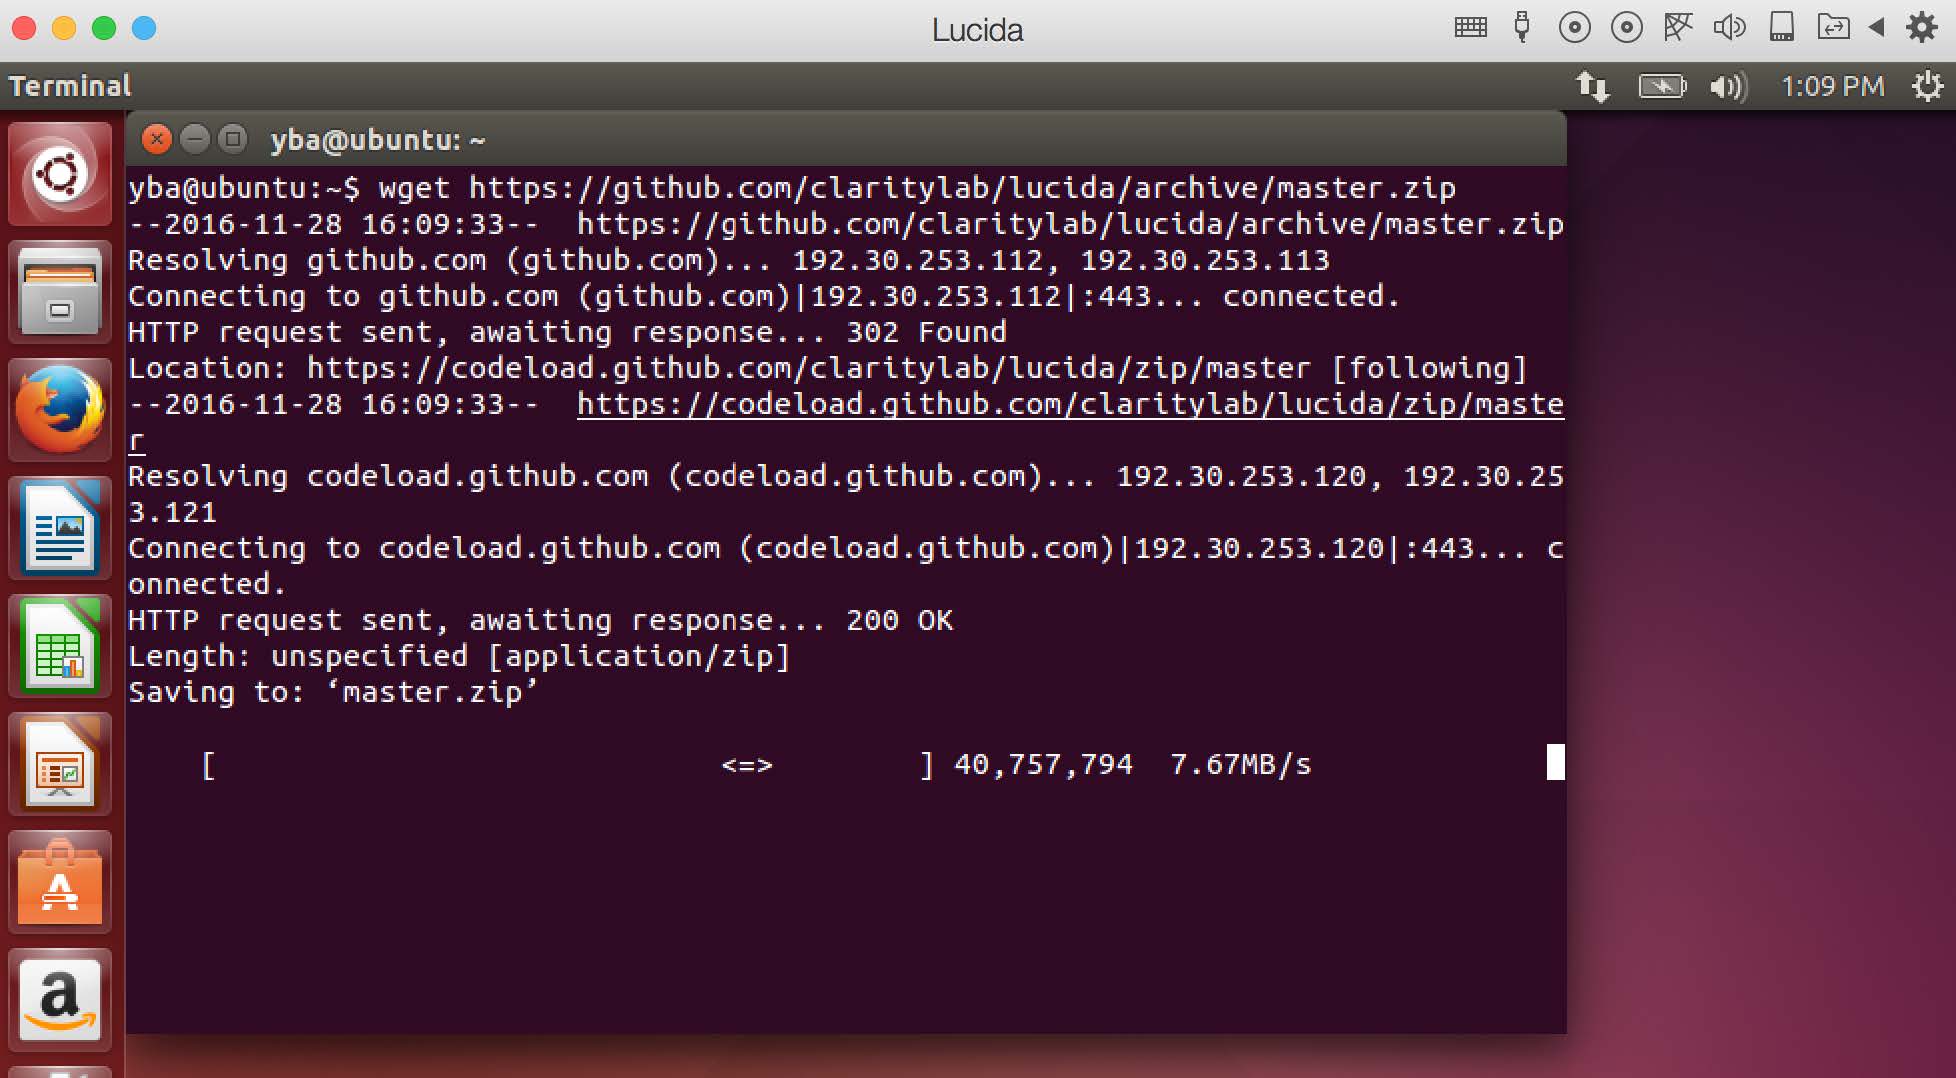 Lucida
Terminal
1:09 PM
yba@ubuntu: ~
yba@ubuntu:~$ wget https://github.com/claritylab/lucida/archive/master.zip
--2016-11-28 16:09:33--  https://github.com/claritylab/lucida/archive/master.zip
Resolving github.com (github.com)... 192.30.253.112, 192.30.253.113
Connecting to github.com (github.com)|192.30.253.112|:443... connected.
HTTP request sent, awaiting response... 302 Found
Location: https://codeload.github.com/claritylab/lucida/zip/master [following]
--2016-11-28 16:09:33--  https://codeload.github.com/claritylab/lucida/zip/maste
r
Resolving codeload.github.com (codeload.github.com)... 192.30.253.120, 192.30.25
3.121
Connecting to codeload.github.com (codeload.github.com)|192.30.253.120|:443... c
onnected.
HTTP request sent, awaiting response... 200 OK
Length: unspecified [application/zip]
Saving to: ‘master.zip’
    [                            <=>        ] 40,757,794  7.67MB/s